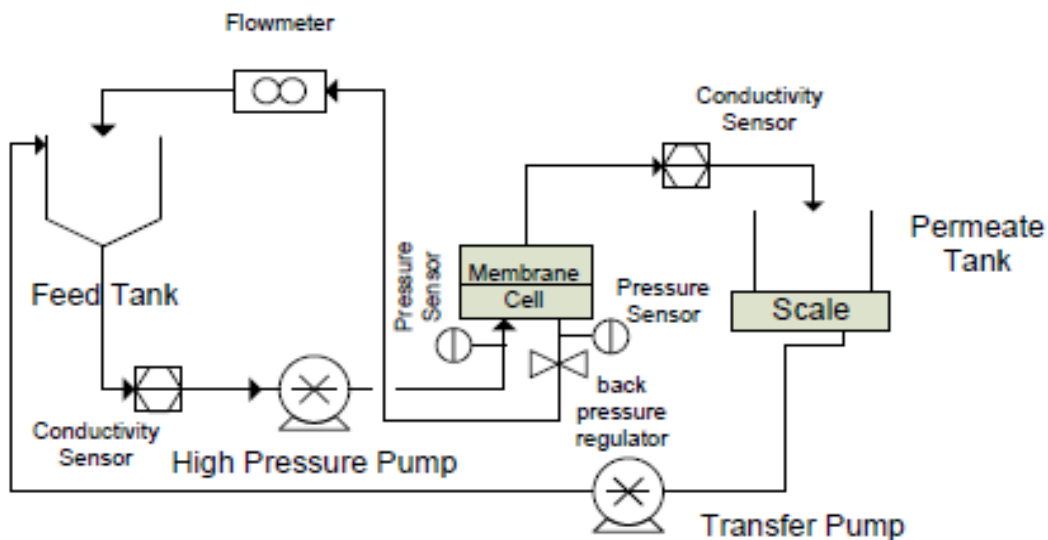 Flowmeter
Conductivity
Sensor
Permeate
Tank
Feed Tank
Pressure
Sensor
Membrane
Cell
Pressure
Sensor
Scale
Conductivity
Sensor
High Pressure Pump
back
pressure
regulator
Transfer Pump